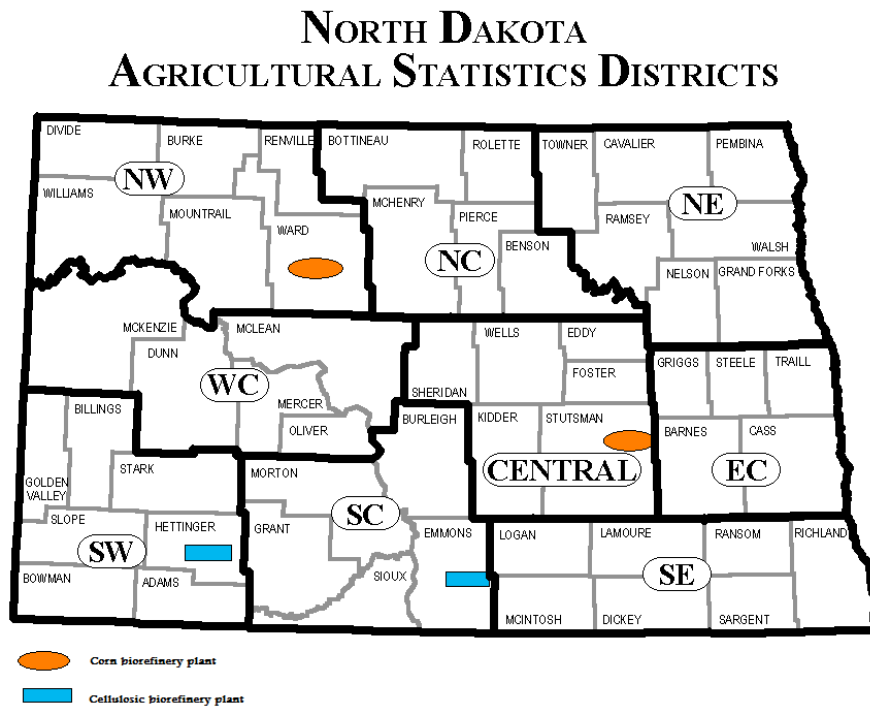 NORTH DAKOTA
AGRICULTURAL STATISTICS DISTRICTS
DIVIDE BURKE RENVILLE BOTTINEAU ROLETTE TOWNER CAVALIER PEMBINA
NW
WILLIAMS
MOUNTRAIL
WARD
MCHENRY
PIERCE
BENSON
NC
RAMSEY
NE
WALSH
NELSON
GRAND FORKS
MCKENZIE
DUNN
MCLEAN
WC
MERCER
OLIVER
SHERIDAN
WELLS
EDDY
FOSTER
KIDDER
STUTSMAN
CENTRAL
GRIGGS STEELE TRAILL
BARNES
CASS
EC
BILLINGS
GOLDEN
VALLEY
STARK
SLOPE
HETTINGER
SW
BOWMAN
ADAMS
BURLEIGH
MORTON
SC
GRANT
EMMONS
SIOUX
LOGAN
LAMOURE
RANSOM
RICHLAND
SE
MCINTOSH
DICKEY
SARGENT
Corn biorefinery plant
Cellulosic biorefinery plant